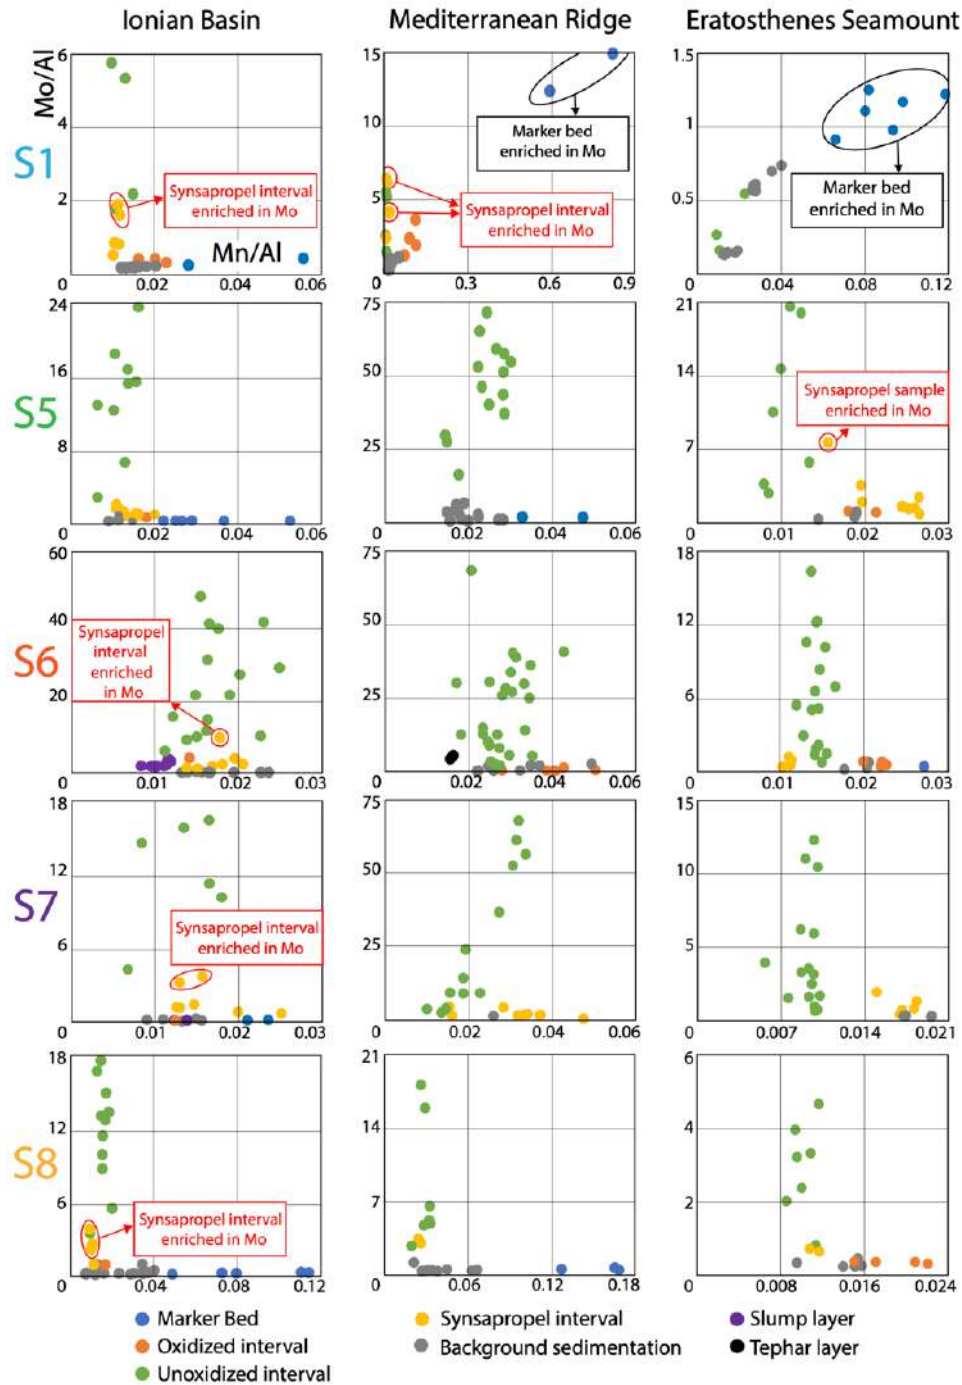 Ionian Basin Mediterranean Ridge Eratosthenes Seamount
S1
Mo/Al
6
4
2
0
Synsapropel interval
enriched in Mo
Mn/Al
0.02 0.04 0.06
15
10
5
0
Marker bed
enriched in Mo
Synsapropel interval
enriched in Mo
0.3 0.6 0.9
1.5
1
0.5
0
Marker bed
enriched in Mo
0.04 0.08 0.12
S5
24
16
8
0
0.02 0.04 0.06
75
50
25
0
0.02 0.04 0.06
21
14
7
0
Synsapropel sample
enriched in Mo
0.01 0.02 0.03
S6
60
40
20
0
Synsapropel
interval
enriched
in Mo
0.01 0.02 0.03
75
50
25
0
0.02 0.04 0.06
18
12
6
0
0.01 0.02 0.03
S7
18
12
6
0
Synsapropel interval
enriched in Mo
0.01 0.02 0.03
75
50
25
0
0.02 0.04 0.06
15
10
5
0
0.007 0.014 0.021
S8
18
12
6
0
Synsapropel interval
enriched in Mo
0.04 0.08 0.12
21
14
7
0
0.06 0.12 0.18
6
4
2
0
0.008 0.016 0.024
Marker Bed
Oxidized interval
Unoxidized interval
Synsapropel interval
Background sedimentation
Slump layer
Tephar layer